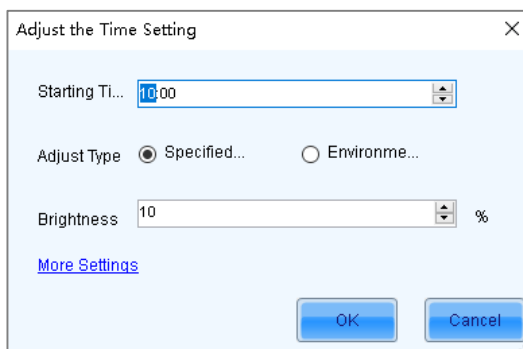 Adjust the Time Setting
Starting Ti... 10:00
Adjust Type Specified... Environme...
Brightness 10 %
More Settings
OK Cancel